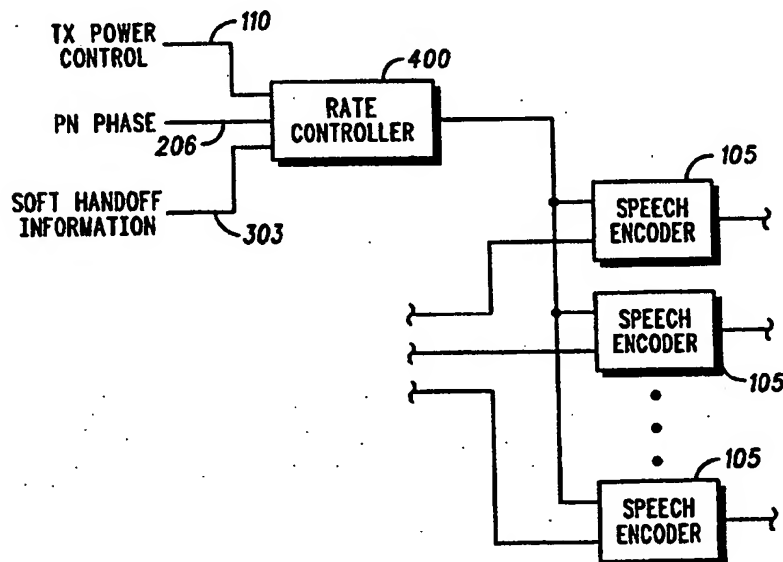 TX POWER
CONTROL
110
400
RATE
CONTROLLER
PN PHASE
206
SOFT HANDOFF
INFORMATION
303
105
SPEECH
ENCODER
SPEECH
ENCODER
105
105
SPEECH
ENCODER